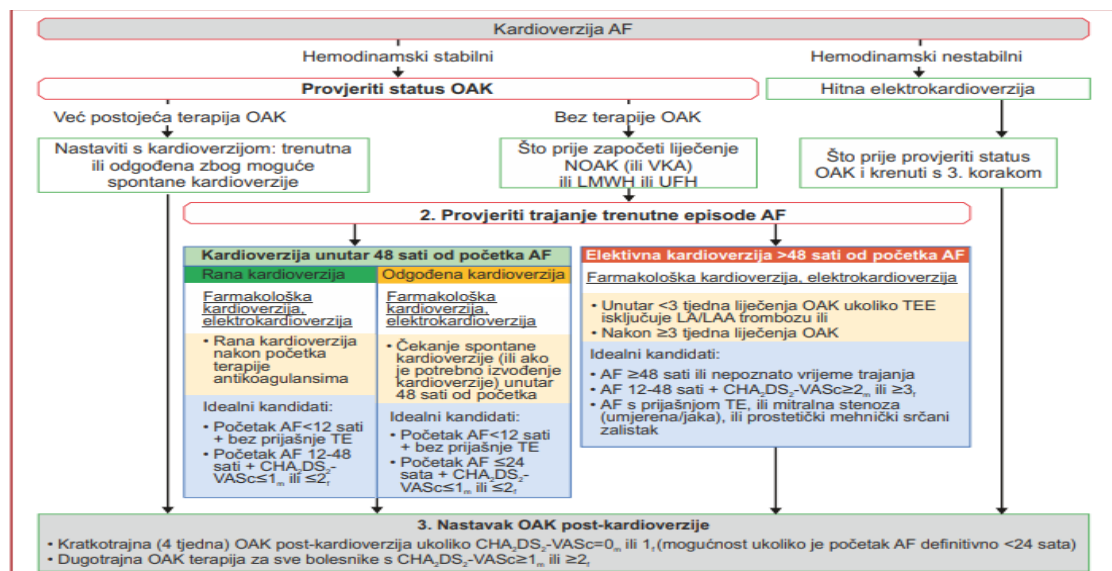 Kardioverzija AF
Hemodinamski stabilni
Hemodinamski nestabilni
Provjeriti status OAK
Hitna elektrokardioverzija
Već postojeća terapija OAK
Bez terapije OAK
Nastaviti s kardioverzijom: trenutna
ili odgođena zbog moguće
spontane kardioverzije
Što prije započeti liječenje
NOAK (ili VKA)
ili LMWH ili UFH
Što prije provjeriti status
OAK i krenuti s 3. korakom
2. Provjeriti trajanje trenutne episode AF
Kardioverzija unutar 48 sati od početka AF
Rana kardioverzija
Farmakološka
kardioverzija,
elektrokardioverzija
• Rana kardioverzija
nakon početka
terapije
antikoagulansima
Idealni kandidati:
• Početak AF<12 sati
+ bez prijašnje TE
• Početak AF 12-48
sati + CHA₂DS₂-
VASc≤1m ili ≤2f
Odgođena kardioverzija
Farmakološka
kardioverzija,
elektrokardioverzija
• Čekanje spontane
kardioverzije (ili ako
je potrebno izvođenje
kardioverzije) unutar
48 sati od početka
Idealni kandidati:
• Početak AF<12 sati
+ bez prijašnje TE
• Početak AF ≤24
sata + CHA₂DS₂-
VASc≤1m ili ≤2f
Elektivna kardioverzija >48 sati od početka AF
Farmakološka kardioverzija, elektrokardioverzija
• Unutar <3 tjedna liječenja OAK ukoliko TEE
isključuje LA/LAA trombozu ili
• Nakon ≥3 tjedna liječenja OAK
Idealni kandidati:
• AF ≥48 sati ili nepoznato vrijeme trajanja
• AF 12-48 sati + CHA₂DS₂-VASc≥2m ili ≥3f
• AF s prijašnjom TE, ili mitralna stenoza
(umjerena/jaka), ili prostetički mehnički srčani
zalistak
3. Nastavak OAK post-kardioverzije
• Kratkotrajna (4 tjedna) OAK post-kardioverzija ukoliko CHA₂DS₂-VASc=0m ili 1f (mogućnost ukoliko je početak AF definitivno <24 sata)
• Dugotrajna OAK terapija za sve bolesnike s CHA₂DS₂-VASc≥1m ili ≥2f